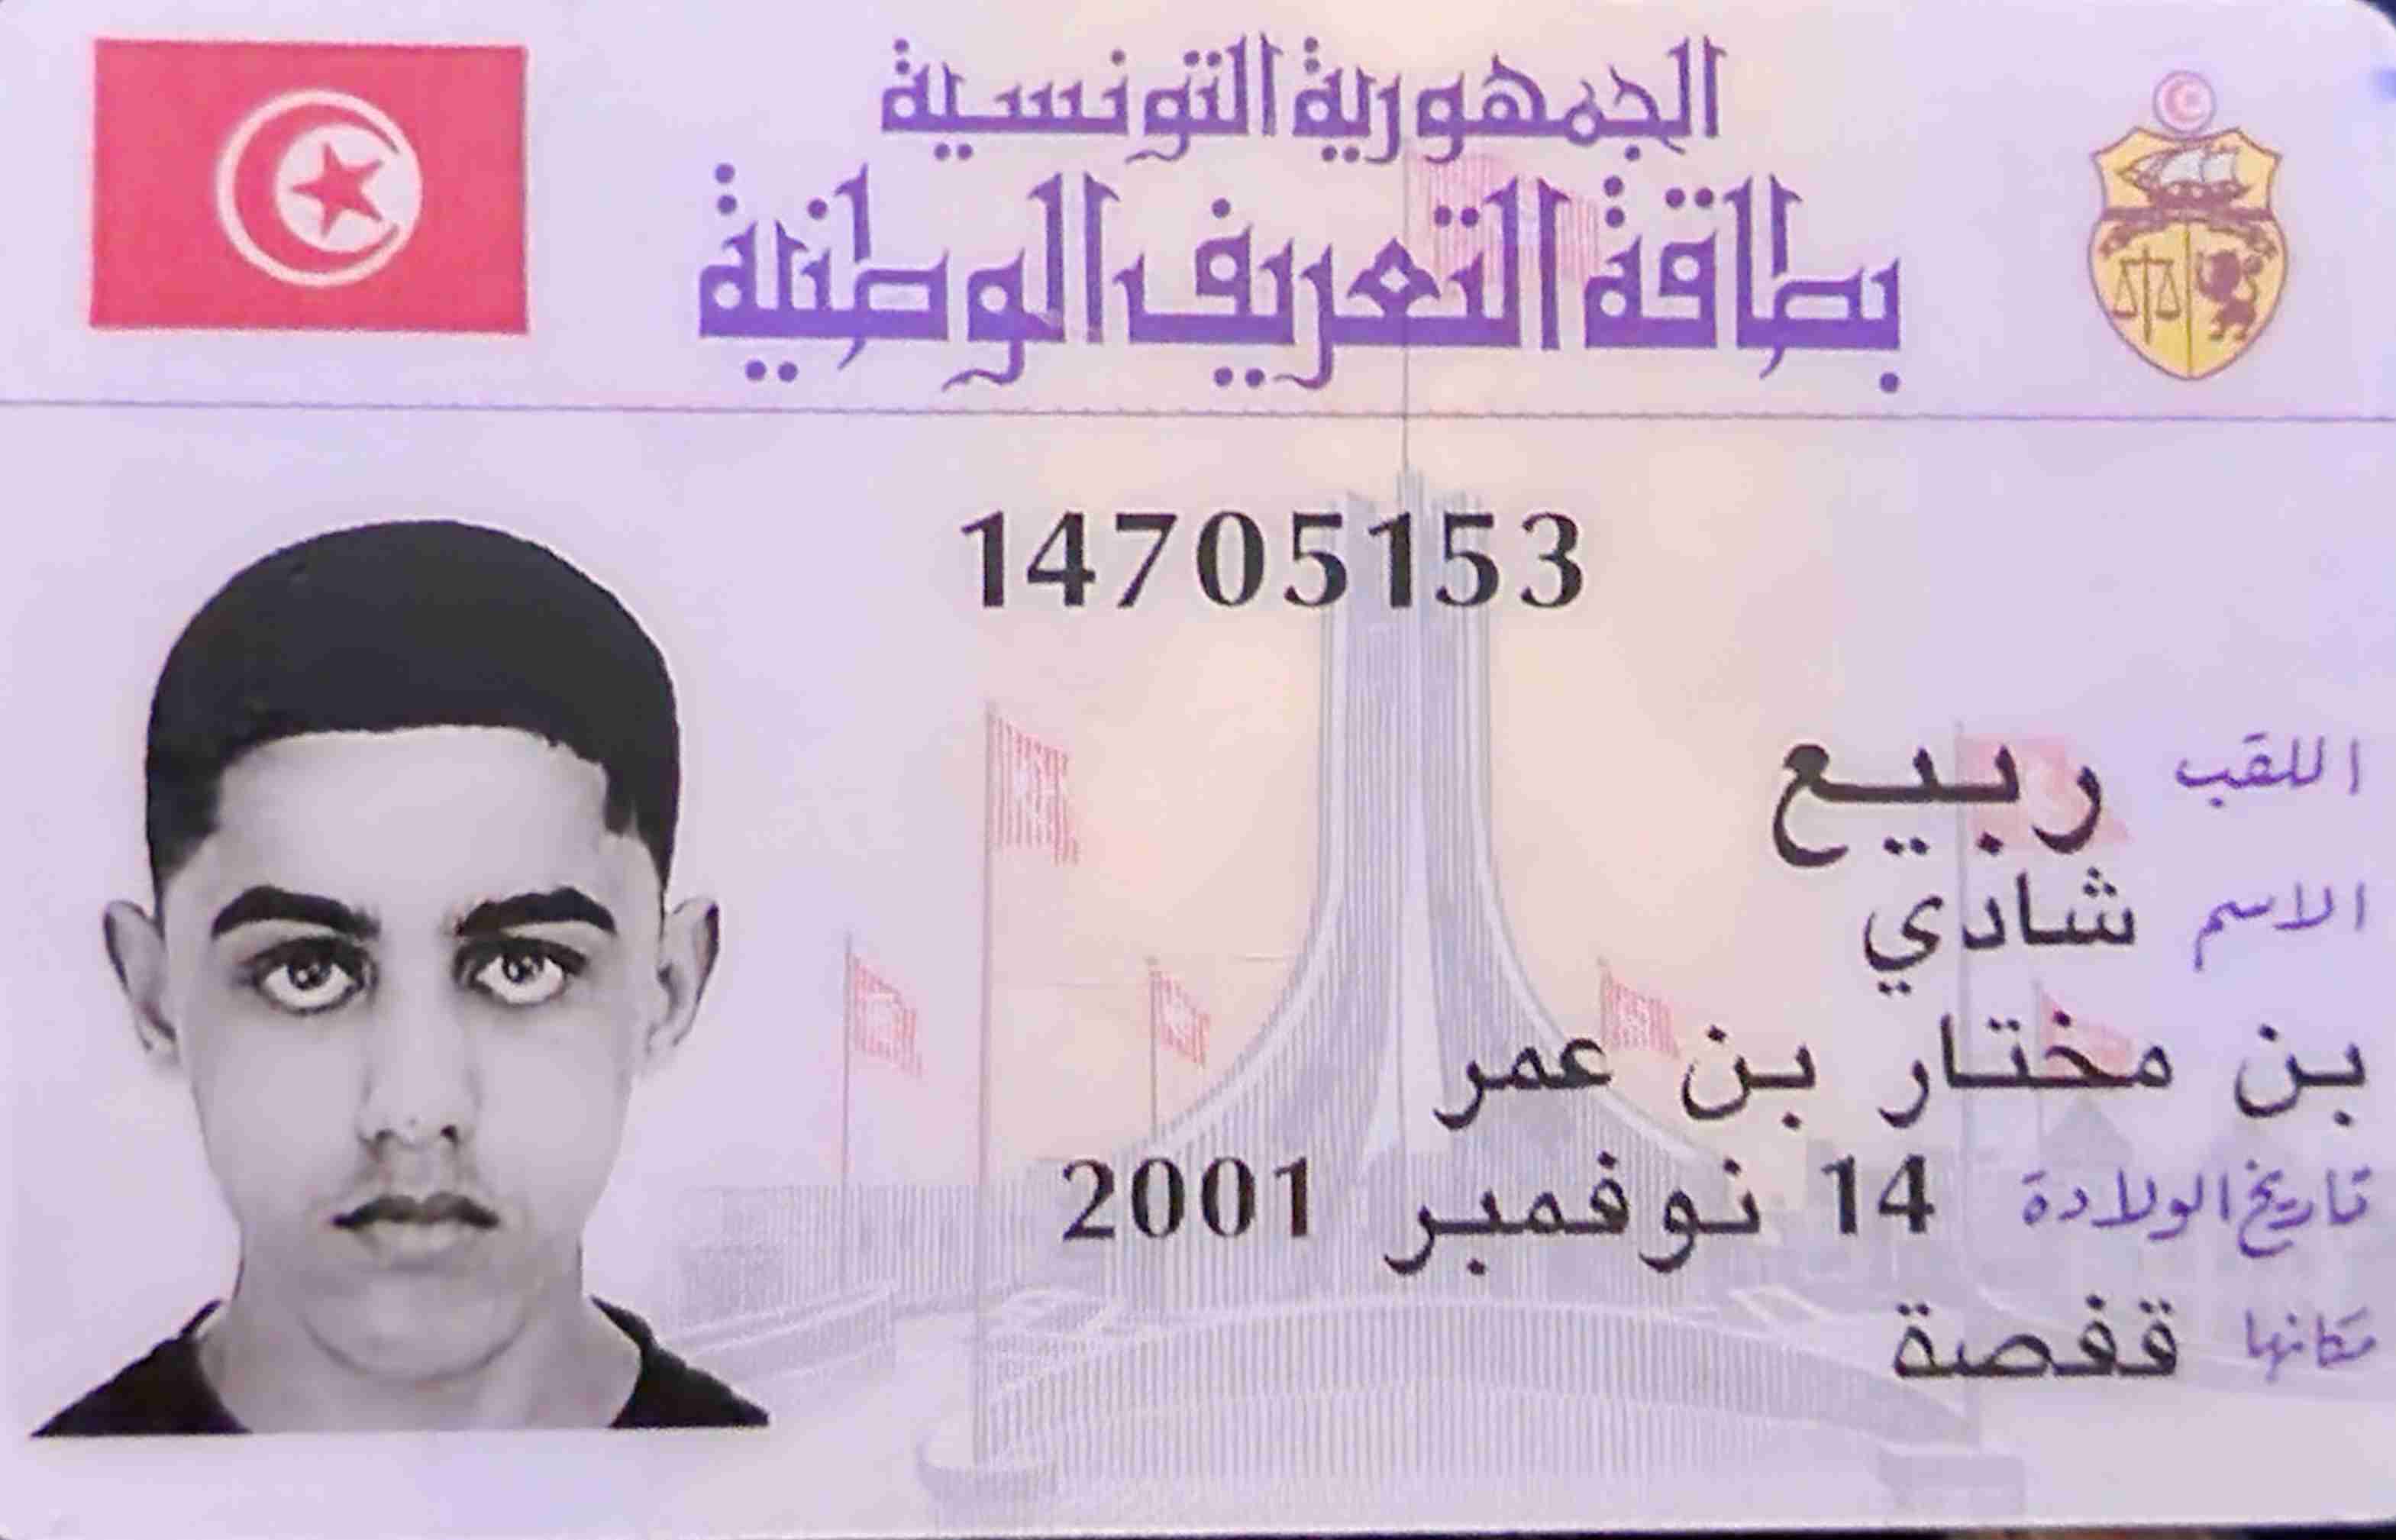 الجمهورية التونسية
بطاقة التعريف الوطنية
14705153
اللقب ربيع
الاسم شادي
بن مختار بن عمر
تاريخ الولادة 14 نوفمبر 2001
مكانها قفصة